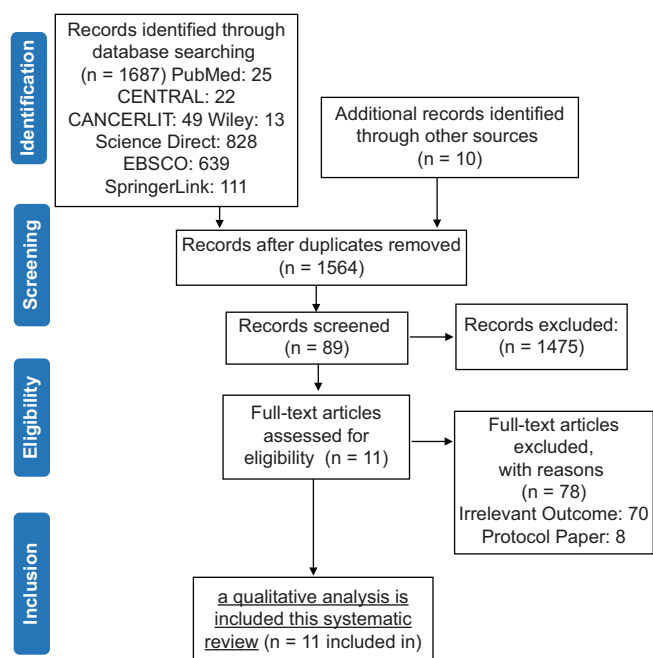 Identification
Records identified through
database searching
(n = 1687) PubMed: 25
CENTRAL: 22
CANCERLIT: 49 Wiley: 13
Science Direct: 828
EBSCO: 639
SpringerLink: 111
Additional records identified
through other sources
(n = 10)
Screening
Records after duplicates removed
(n = 1564)
Records screened
(n = 89)
Records excluded:
(n = 1475)
Eligibility
Full-text articles
assessed for
eligibility (n = 11)
Full-text articles
excluded,
with reasons
(n = 78)
Irrelevant Outcome: 70
Protocol Paper: 8
Inclusion
a qualitative analysis is
included this systematic
review (n = 11 included in)